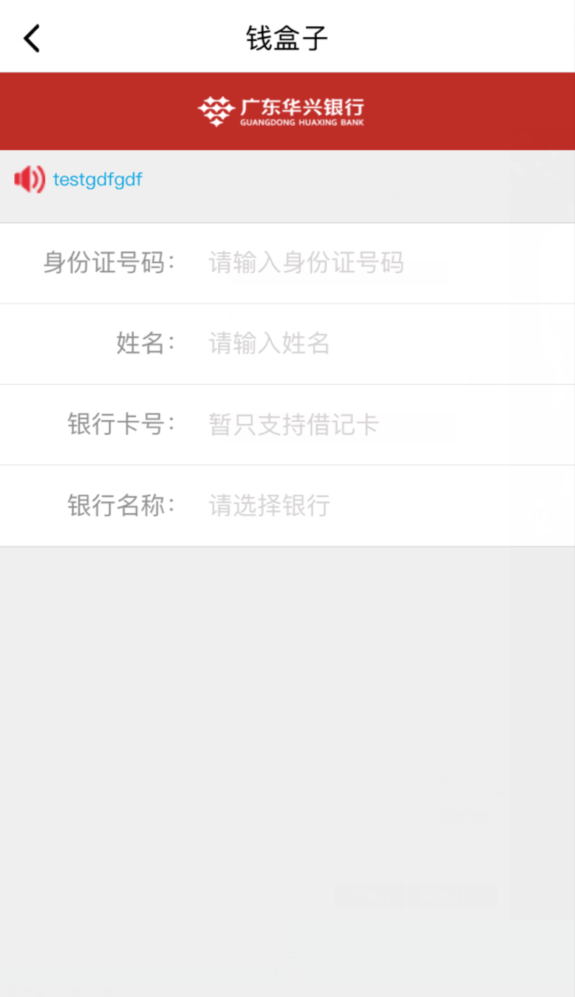 钱盒子
广东华兴银行
GUANGDONG HUAXING BANK
testgdfgdf
身份证号码： 请输入身份证号码
姓名： 请输入姓名
银行卡号： 暂只支持借记卡
银行名称： 请选择银行